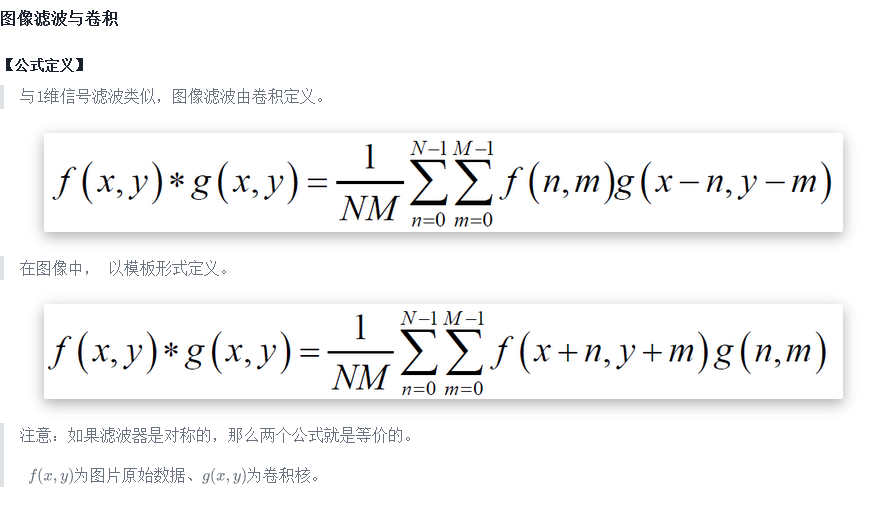 图像滤波与卷积
【公式定义】
与1维信号滤波类似，图像滤波由卷积定义。
f(x,y)*g(x,y)=\frac{1}{NM}\sum_{n=0}^{N-1}\sum_{m=0}^{M-1}f(n,m)g(x-n,y-m)
在图像中， 以模板形式定义。
f(x,y)*g(x,y)=\frac{1}{NM}\sum_{n=0}^{N-1}\sum_{m=0}^{M-1}f(x+n,y+m)g(n,m)
注意：如果滤波器是对称的，那么两个公式就是等价的。
f(x,y)为图片原始数据、g(x,y)为卷积核。